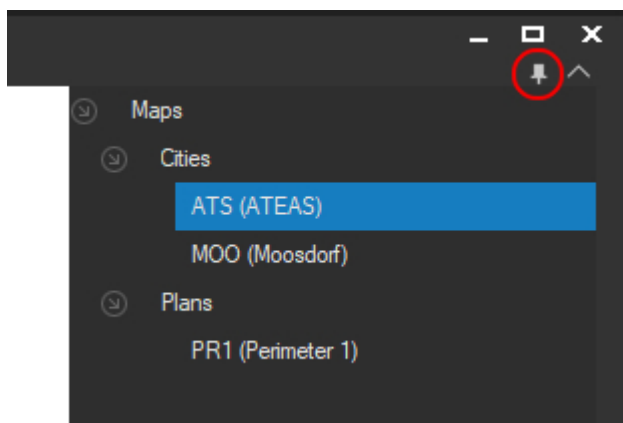 Maps
Cities
ATS (ATEAS)
MOO (Moosdorf)
Plans
PR1 (Perimeter 1)